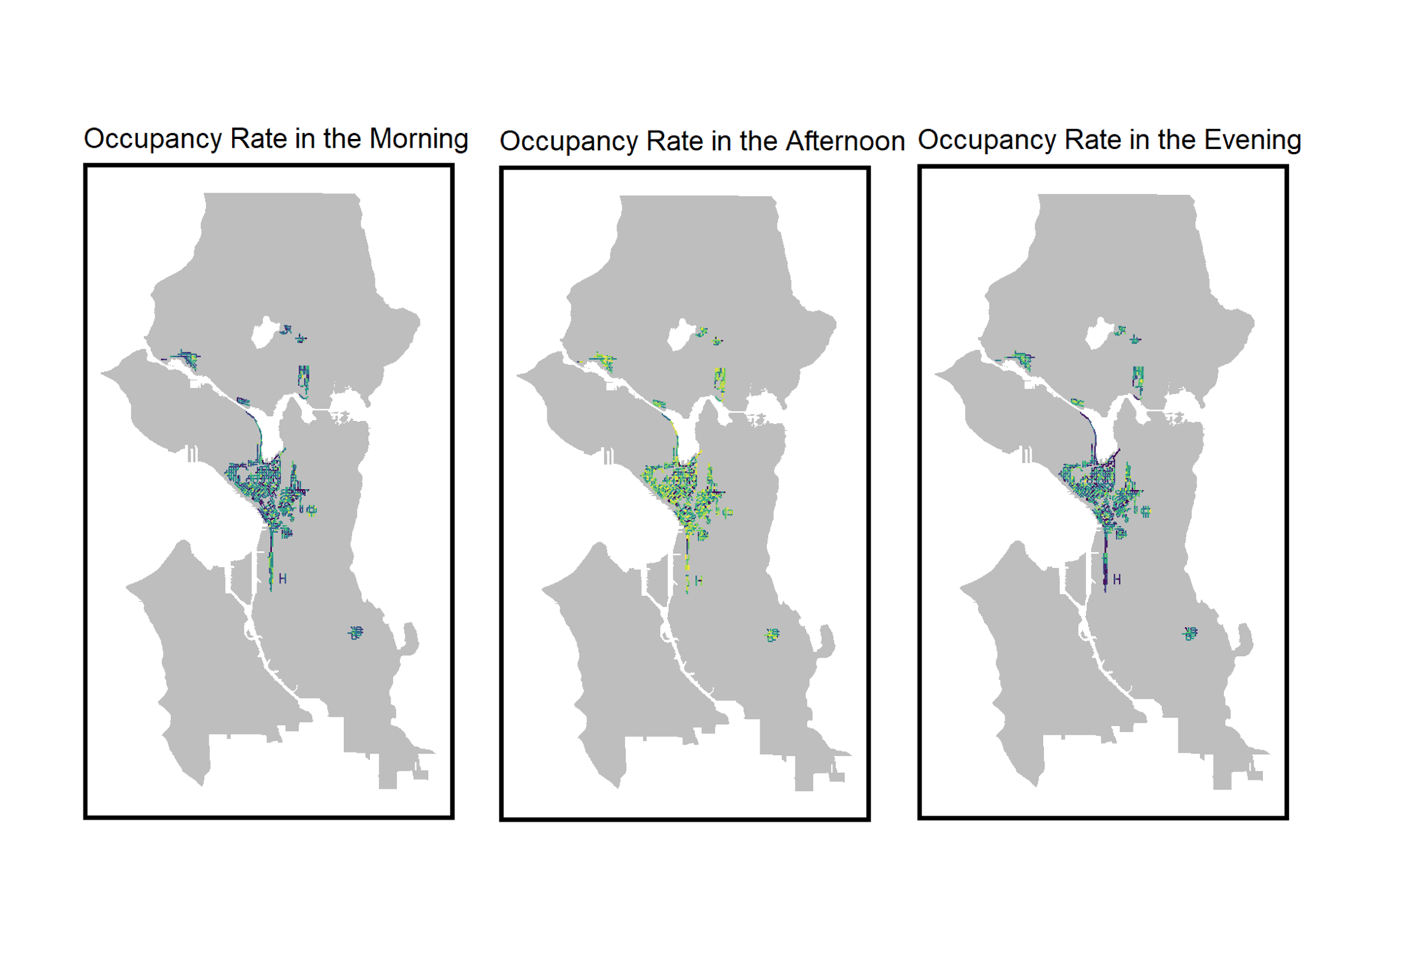 Occupancy Rate in the Morning
Occupancy Rate in the Afternoon
Occupancy Rate in the Evening